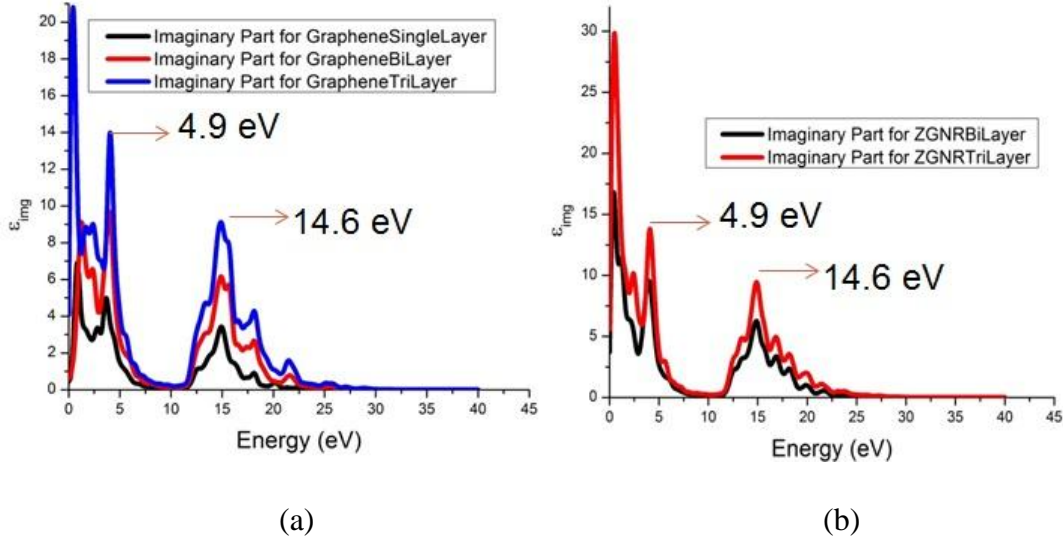 Imaginary Part for GrapheneSingleLayer
Imaginary Part for GrapheneBiLayer
Imaginary Part for GrapheneTriLayer
4.9 eV
14.6 eV
20
18
16
14
12
10
8
6
4
2
0
εimg
0 5 10 15 20 25 30 35 40 45
Energy (eV)
(a)
Imaginary Part for ZGNRBiLayer
Imaginary Part for ZGNRTriLayer
4.9 eV
14.6 eV
30
25
20
15
10
5
0
εimg
0 5 10 15 20 25 30 35 40 45
Energy (eV)
(b)